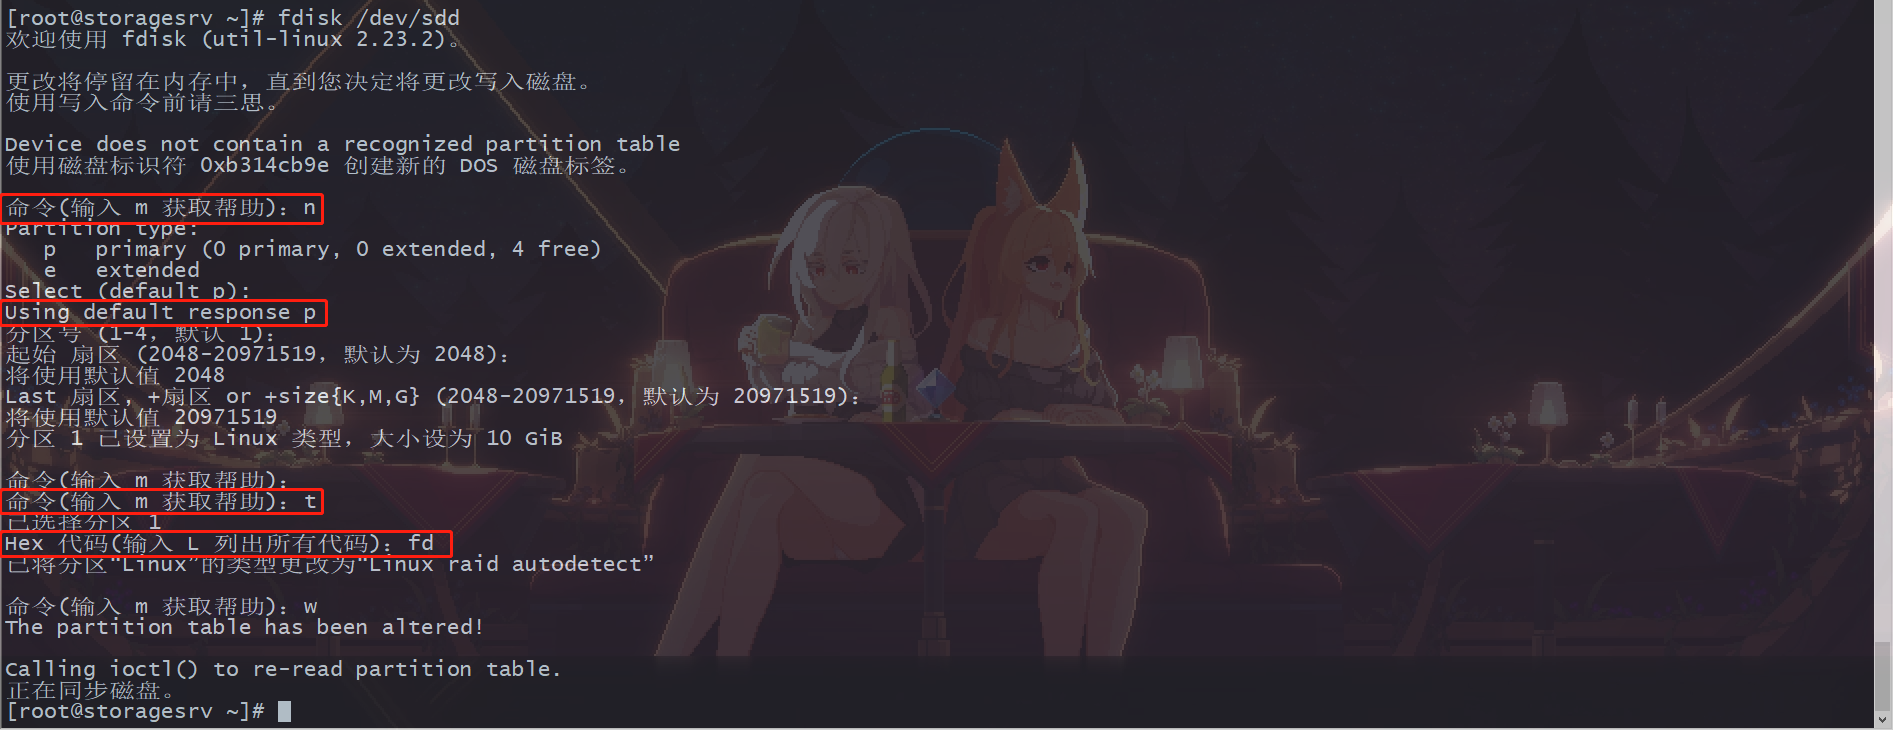 [root@storagesrv ~]# fdisk /dev/sdd
欢迎使用 fdisk (util-linux 2.23.2)。
更改将停留在内存中，直到您决定将更改写入磁盘。
使用写入命令前请三思。
Device does not contain a recognized partition table
使用磁盘标识符 0xb314cb9e 创建新的 DOS 磁盘标签。
命令(输入 m 获取帮助)：n
Partition type:
   p   primary (0 primary, 0 extended, 4 free)
   e   extended
Select (default p):
Using default response p
分区号 (1-4，默认 1)：
起始 扇区 (2048-20971519，默认为 2048)：
将使用默认值 2048
Last 扇区, +扇区 or +size{K,M,G} (2048-20971519，默认为 20971519)：
将使用默认值 20971519
分区 1 已设置为 Linux 类型，大小设为 10 GiB
命令(输入 m 获取帮助)：
命令(输入 m 获取帮助)：t
已选择分区 1
Hex 代码(输入 L 列出所有代码)：fd
已将分区“Linux”的类型更改为“Linux raid autodetect”
命令(输入 m 获取帮助)：w
The partition table has been altered!
Calling ioctl() to re-read partition table.
正在同步磁盘。
[root@storagesrv ~]#